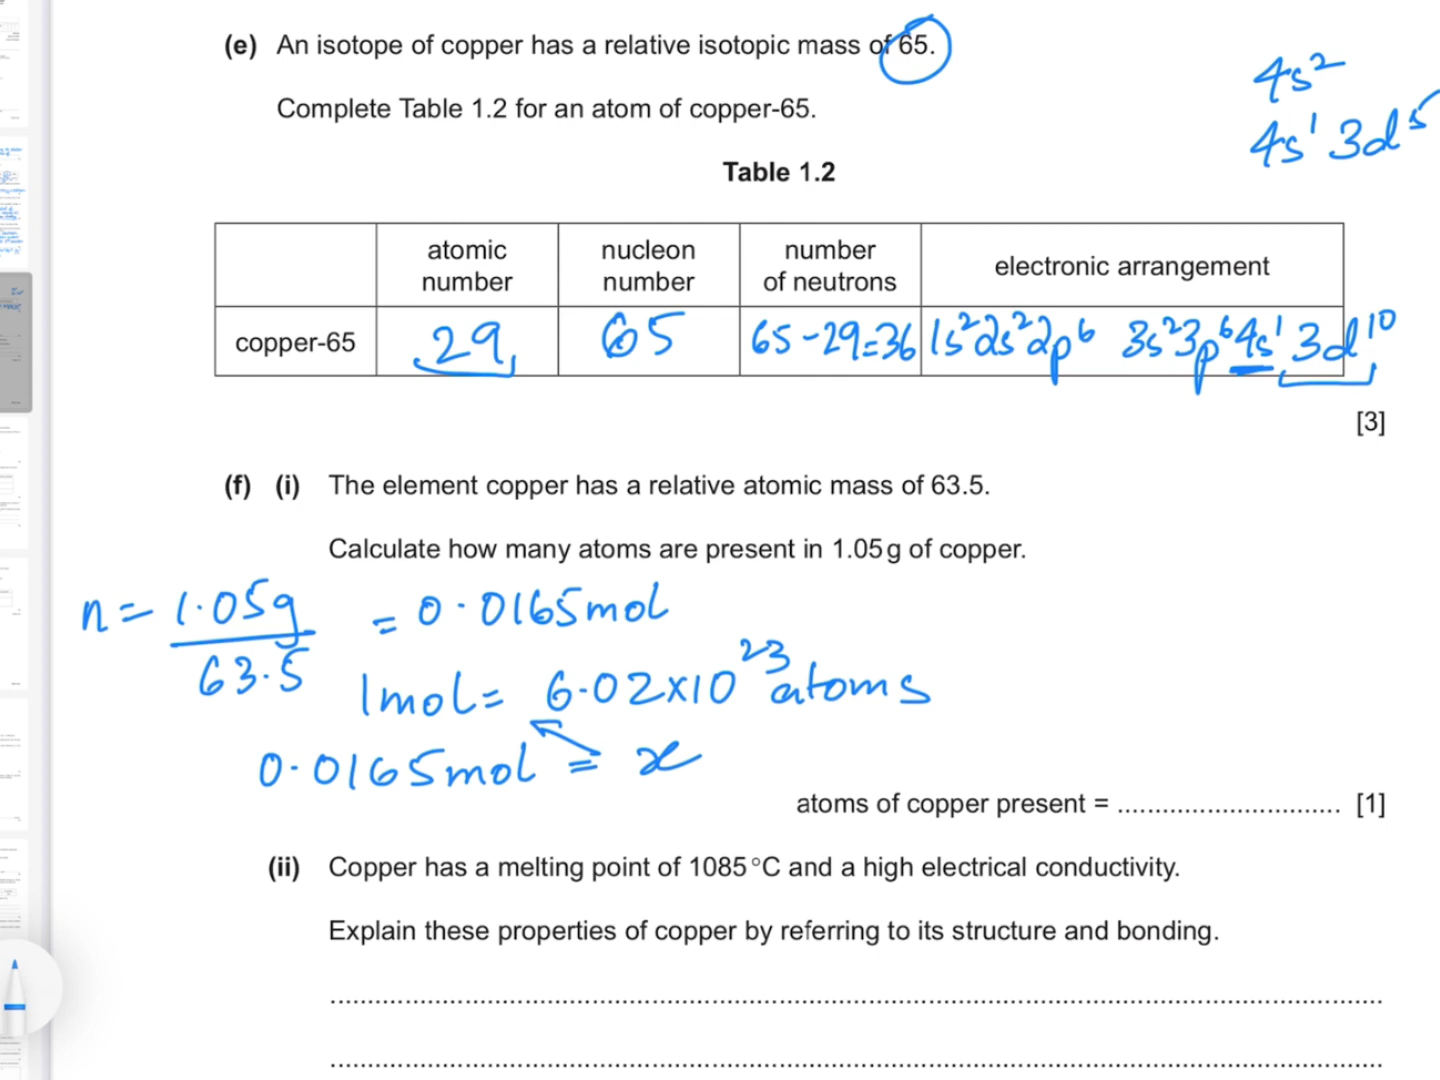 (e) An isotope of copper has a relative isotopic mass of 65.
4s²
Complete Table 1.2 for an atom of copper-65.
4s¹ 3d⁵
Table 1.2
atomic number | nucleon number | number of neutrons | electronic arrangement
copper-65 | 29 | 65 | 65-29=36 | 1s²2s²2p⁶ 3s²3p⁶4s¹3d¹⁰
[3]
(f) (i) The element copper has a relative atomic mass of 63.5.
Calculate how many atoms are present in 1.05 g of copper.
n = 1.05g / 63.5 = 0.0165mol
1mol = 6.02x10²³ atoms
0.0165mol = x
atoms of copper present = .............................. [1]
(ii) Copper has a melting point of 1085 °C and a high electrical conductivity.
Explain these properties of copper by referring to its structure and bonding.